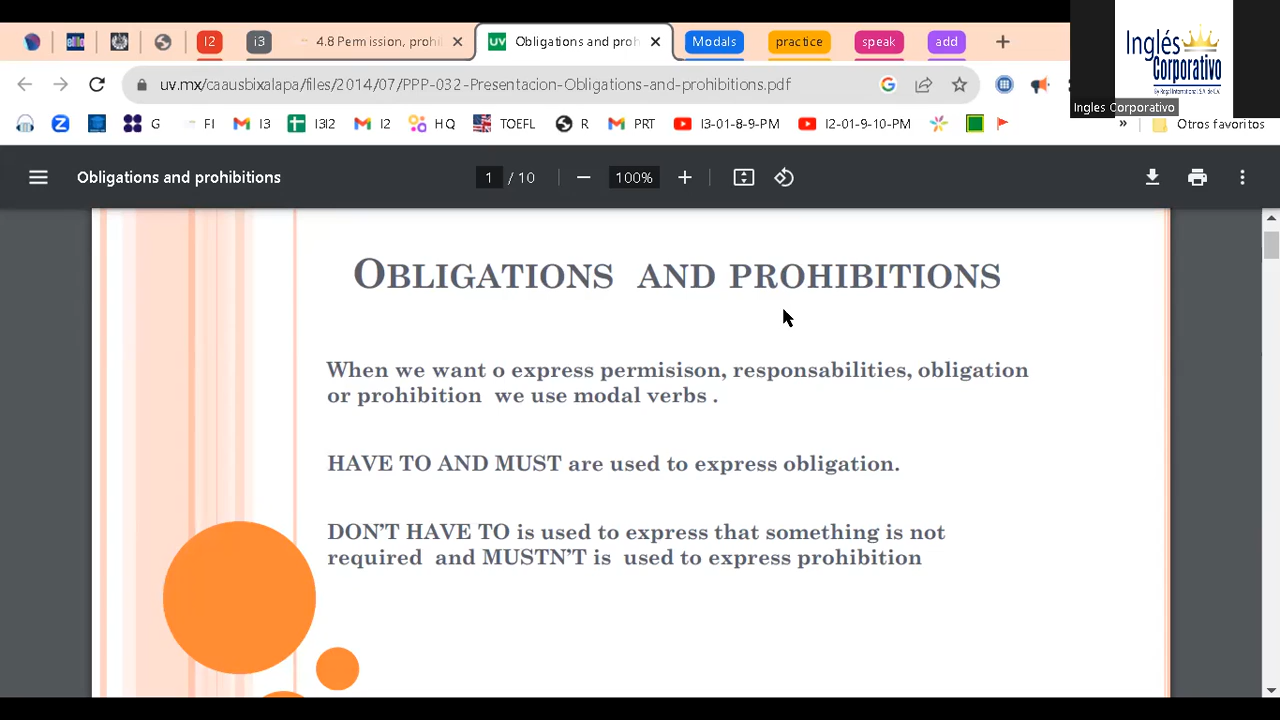 I2
i3
4.8 Permission, prohi
UV
Obligations and proh
Modals
practice
speak
add
Inglés
Corporativo
Ingles Corporativo
uv.mx/caausbixalapa/files/2014/07/PPP-032-Presentacion-Obligations-and-prohibitions.pdf
G
FI
I3
I3I2
I2
HQ
TOEFL
R
PRT
I3-01-8-9-PM
I2-01-9-10-PM
»
Otros favoritos
Obligations and prohibitions
1 / 10
100%
OBLIGATIONS AND PROHIBITIONS
When we want o express permisison, responsabilities, obligation
or prohibition we use modal verbs .
HAVE TO AND MUST are used to express obligation.
DON'T HAVE TO is used to express that something is not
required and MUSTN'T is used to express prohibition